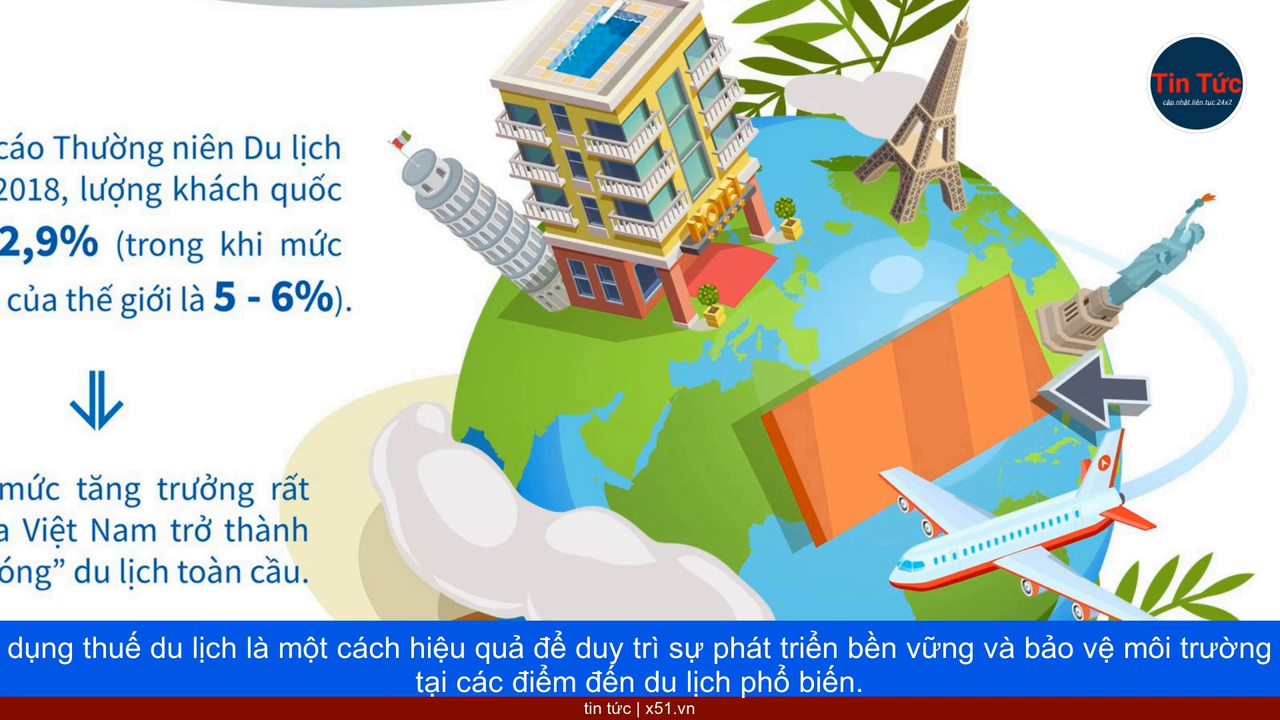 cáo Thường niên Du lịch
2018, lượng khách quốc
2,9% (trong khi mức
của thế giới là 5 - 6%).
mức tăng trưởng rất
a Việt Nam trở thành
óng” du lịch toàn cầu.
HOTEL
Tin Tức
cập nhật liên tục 24x7
dụng thuế du lịch là một cách hiệu quả để duy trì sự phát triển bền vững và bảo vệ môi trường
tại các điểm đến du lịch phổ biến.
tin tức | x51.vn